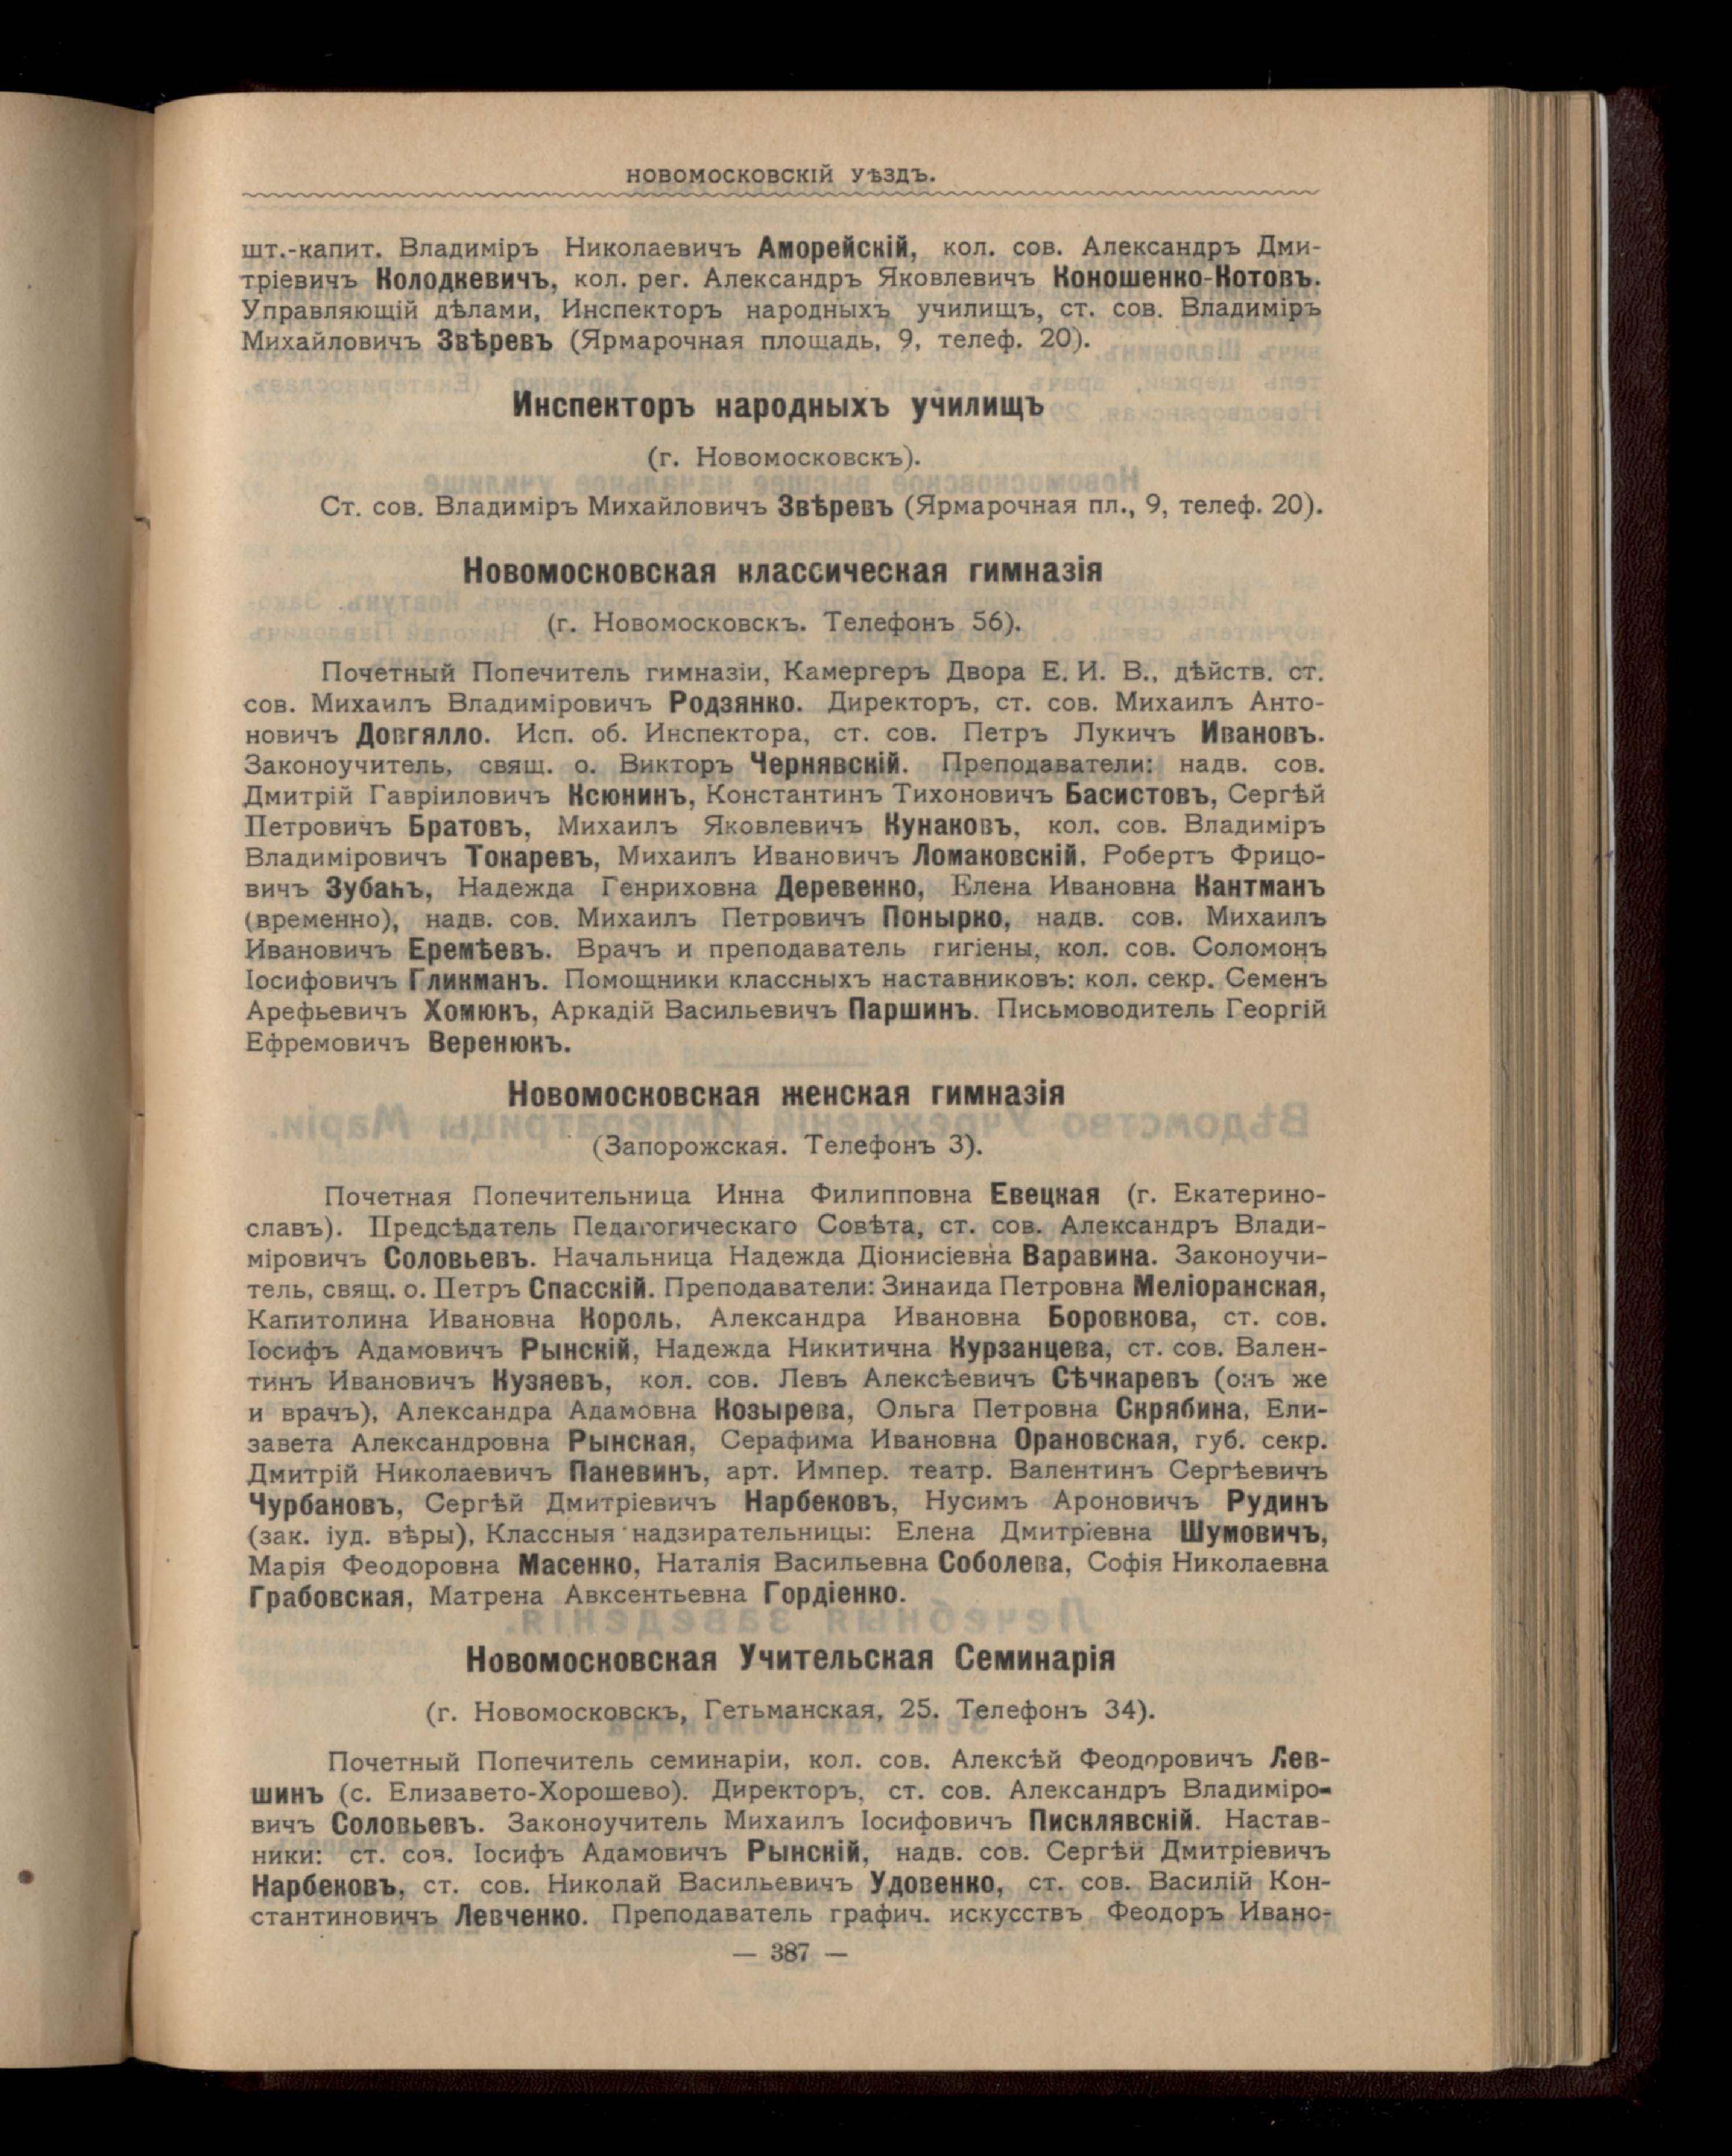 НОВОМОСКОВСКІЙ УѢЗДЪ.
шт.-капит. Владиміръ Николаевичъ Аморейскій, кол. сов. Александръ Дми-
тріевичъ Колодкевичъ, кол. рег. Александръ Яковлевичъ Коношенко-Котовъ.
Управляющій дѣлами, Инспекторъ народныхъ училищъ, ст. сов. Владиміръ
Михайловичъ Звѣревъ (Ярмарочная площадь, 9, телеф. 20).
Инспекторъ народныхъ училищъ
(г. Новомосковскъ).
Ст. сов. Владиміръ Михайловичъ Звѣревъ (Ярмарочная пл., 9, телеф. 20).
Новомосковская классическая гимназія
(г. Новомосковскъ. Телефонъ 56).
Почетный Попечитель гимназіи, Камергеръ Двора Е. И. В., дѣйств. ст.
сов. Михаилъ Владиміровичъ Родзянко. Директоръ, ст. сов. Михаилъ Анто-
новичъ Довгялло. Исп. об. Инспектора, ст. сов. Петръ Лукичъ Ивановъ.
Законоучитель, свящ. о. Викторъ Чернявскій. Преподаватели: надв. сов.
Дмитрій Гавріиловичъ Ксюнинъ, Константинъ Тихоновичъ Басистовъ, Сергѣй
Петровичъ Братовъ, Михаилъ Яковлевичъ Кунаковъ, кол. сов. Владиміръ
Владиміровичъ Токаревъ, Михаилъ Ивановичъ Ломаковскій, Робертъ Фрицо-
вичъ Зубанъ, Надежда Генриховна Деревенко, Елена Ивановна Кантманъ
(временно), надв. сов. Михаилъ Петровичъ Понырко, надв. сов. Михаилъ
Ивановичъ Еремѣевъ. Врачъ и преподаватель гигіены, кол. сов. Соломонъ
Іосифовичъ Гликманъ. Помощники классныхъ наставниковъ: кол. секр. Семенъ
Арефьевичъ Хомюкъ, Аркадій Васильевичъ Паршинъ. Письмоводитель Георгій
Ефремовичъ Веренюкъ.
Новомосковская женская гимназія
(Запорожская. Телефонъ 3).
Почетная Попечительница Инна Филипповна Евецкая (г. Екатерино-
славъ). Предсѣдатель Педагогическаго Совѣта, ст. сов. Александръ Влади-
міровичъ Соловьевъ. Начальница Надежда Діонисіевна Варавина. Законоучи-
тель, свящ. о. Петръ Спасскій. Преподаватели: Зинаида Петровна Меліоранская,
Капитолина Ивановна Король, Александра Ивановна Боровкова, ст. сов.
Іосифъ Адамовичъ Рынскій, Надежда Никитична Курзанцева, ст. сов. Вален-
тинъ Ивановичъ Кузяевъ, кол. сов. Левъ Алексѣевичъ Сѣчкаревъ (онъ же
и врачъ), Александра Адамовна Козырева, Ольга Петровна Скрябина, Ели-
завета Александровна Рынская, Серафима Ивановна Орановская, губ. секр.
Дмитрій Николаевичъ Паневинъ, арт. Импер. театр. Валентинъ Сергѣевичъ
Чурбановъ, Сергѣй Дмитріевичъ Нарбековъ, Нусимъ Ароновичъ Рудинъ
(зак. іуд. вѣры), Классныя надзирательницы: Елена Дмитріевна Шумовичъ,
Марія Феодоровна Масенко, Наталія Васильевна Соболева, Софія Николаевна
Грабовская, Матрена Авксентьевна Гордіенко.
Новомосковская Учительская Семинарія
(г. Новомосковскъ, Гетьманская, 25. Телефонъ 34).
Почетный Попечитель семинаріи, кол. сов. Алексѣй Феодоровичъ Лев-
шинъ (с. Елизавето-Хорошево). Директоръ, ст. сов. Александръ Владиміро-
вичъ Соловьевъ. Законоучитель Михаилъ Іосифовичъ Писклявскій. Настав-
ники: ст. сов. Іосифъ Адамовичъ Рынскій, надв. сов. Сергѣй Дмитріевичъ
Нарбековъ, ст. сов. Николай Васильевичъ Удовенко, ст. сов. Василій Кон-
стантиновичъ Левченко. Преподаватель графич. искусствъ Феодоръ Ивано-
— 387 —